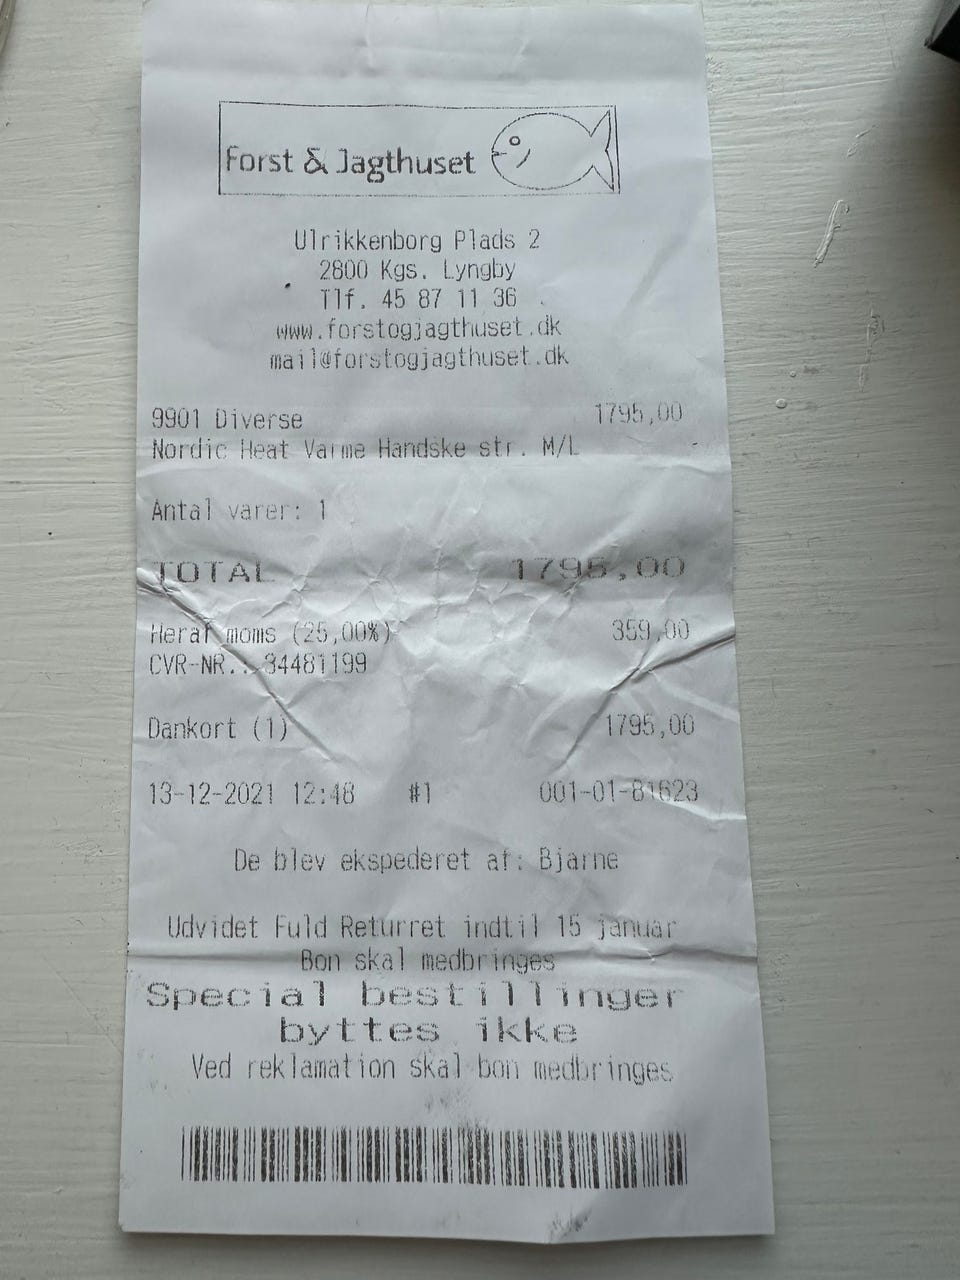 Forst & Jagthuset
Ulrikkenborg Plads 2
2800 Kgs. Lyngby
Tlf. 45 87 11 36
www.forstogjagthuset.dk
mail@forstogjagthuset.dk
9901 Diverse 1795,00
Nordic Heat Varme Handske str. M/L
Antal varer: 1
TOTAL 1795,00
Heraf moms (25,00%) 359,00
CVR-NR.: 34481199
Dankort (1) 1795,00
13-12-2021 12:48 #1 001-01-81623
De blev ekspederet af: Bjarne
Udvidet Fuld Returret indtil 15 januar
Bon skal medbringes
Special bestillinger
byttes ikke
Ved reklamation skal bon medbringes